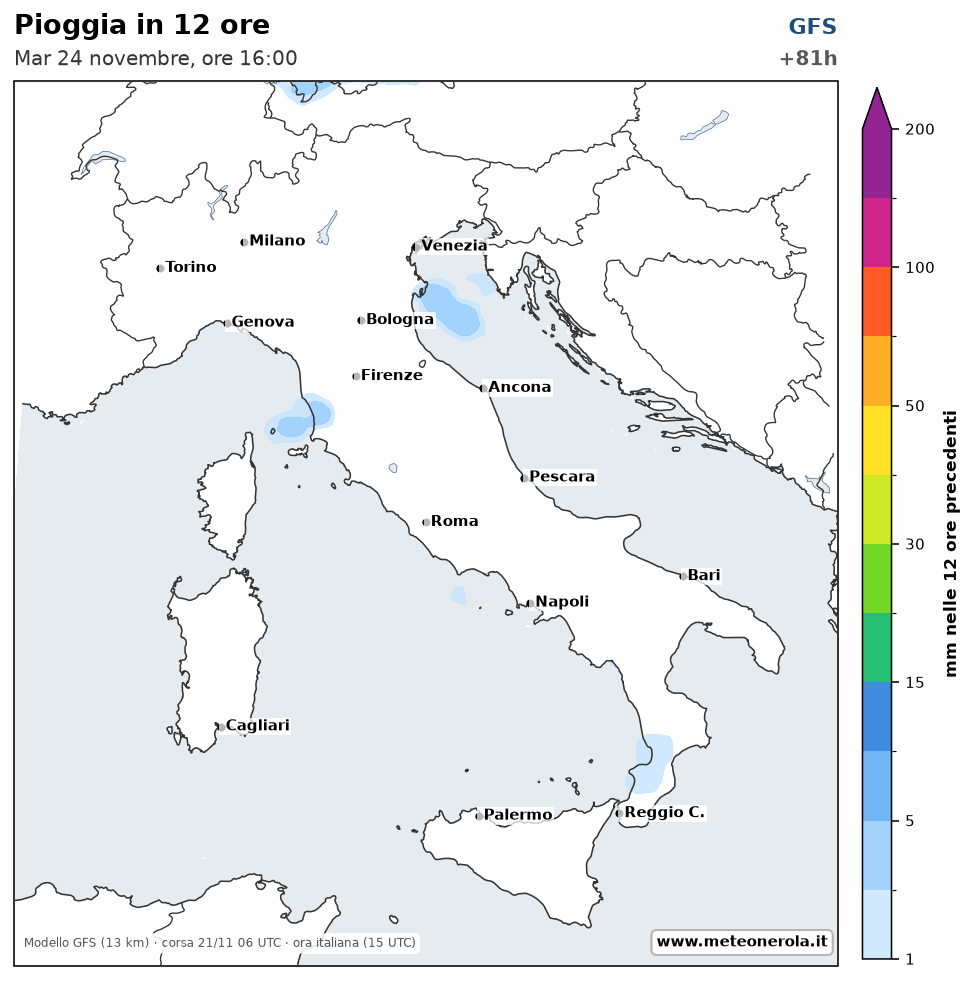 Pioggia in 12 ore
GFS
Mar 24 novembre, ore 16:00
+81h
200
100
50
30
15
5
1
mm nelle 12 ore precedenti
Milano
Venezia
Torino
Genova
Bologna
Firenze
Ancona
Pescara
Roma
Bari
Napoli
Cagliari
Palermo
Reggio C.
Modello GFS (13 km) · corsa 21/11 06 UTC · ora italiana (15 UTC)
www.meteonerola.it